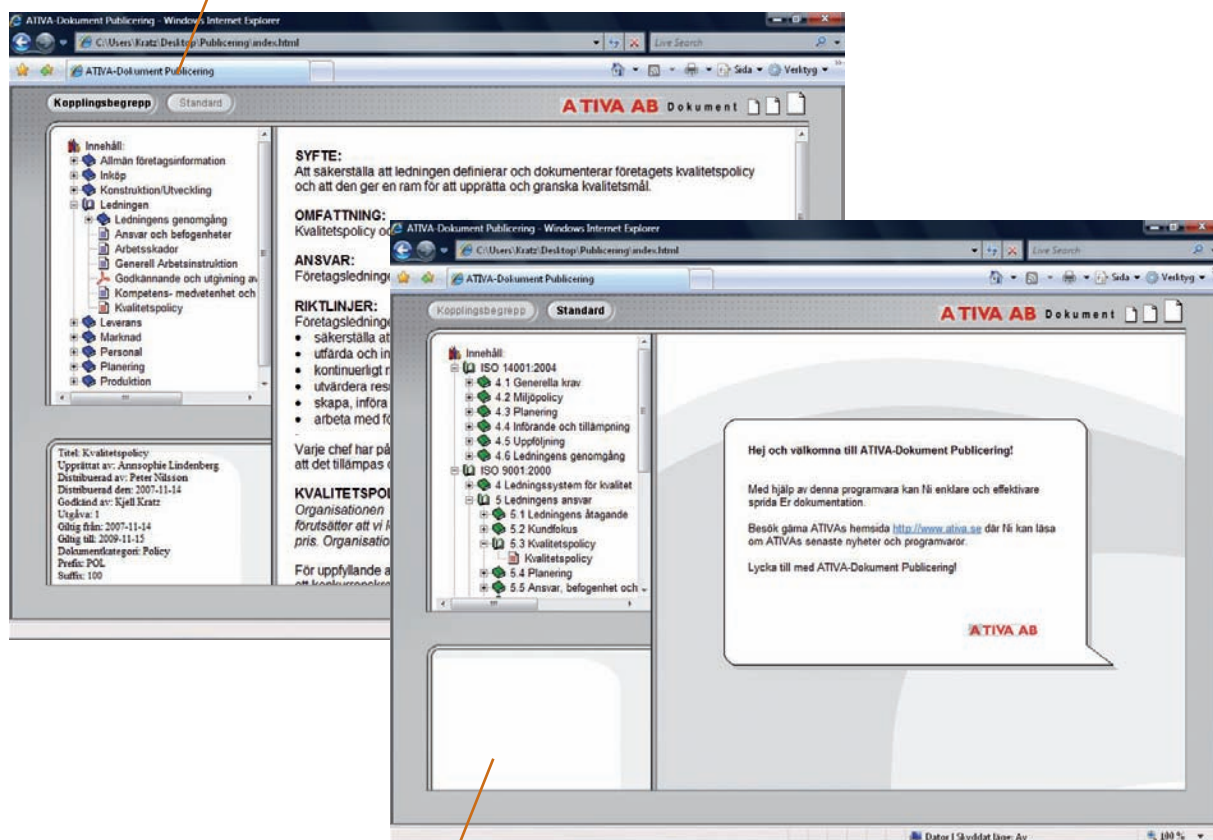 ATIVA-Dokument Publicering - Windows Internet Explorer
C:\Users\Kratz\Desktop\Publicering\index.html
Live Search
ATIVA-Dokument Publicering
Sida
Verktyg
Kopplingsbegrepp
Standard
ATIVA AB Dokument
Innehåll:
Allmän företagsinformation
Inköp
Konstruktion/Utveckling
Ledningen
Ledningens genomgång
Ansvar och befogenheter
Arbetsskador
Generell Arbetsinstruktion
Godkännande och utgivning av
Kompetens- medvetenhet och
Kvalitetspolicy
Leverans
Marknad
Personal
Planering
Produktion
Titel: Kvalitetspolicy
Upprättat av: Annsophie Lindenberg
Distribuerad av: Peter Nilsson
Distribuerad den: 2007-11-14
Godkänd av: Kjell Kratz
Utgåva: 1
Giltig från: 2007-11-14
Giltig till: 2009-11-15
Dokumentkategori: Policy
Prefix: POL
Suffix: 100
SYFTE:
Att säkerställa att ledningen definierar och dokumenterar företagets kvalitetspolicy
och att den ger en ram för att upprätta och granska kvalitetsmål.
OMFATTNING:
Kvalitetspolicy
ANSVAR:
RIKTLINJER:
• säkerställa att
• utfärda och
• kontinuerligt
• utvärdera
• skapa, införa
• arbeta med
Varje chef har
att det tillämpas
Organisationen
förutsätter att vi
pris.
För uppfyllande
ATIVA-Dokument Publicering - Windows Internet Explorer
C:\Users\Kratz\Desktop\Publicering\index.html
Live Search
ATIVA-Dokument Publicering
Sida
Verktyg
Kopplingsbegrepp
Standard
ATIVA AB Dokument
Innehåll:
ISO 14001:2004
4.1 Generella krav
4.2 Miljöpolicy
4.3 Planering
4.4 Införande och tillämpning
4.5 Uppföljning
4.6 Ledningens genomgång
ISO 9001:2000
4 Ledningssystem för kvalitet
5 Ledningens ansvar
5.1 Ledningens åtagande
5.2 Kundfokus
5.3 Kvalitetspolicy
Kvalitetspolicy
5.4 Planering
5.5 Ansvar, befogenhet och
Hej och välkomna till ATIVA-Dokument Publicering!
Med hjälp av denna programvara kan Ni enklare och effektivare
sprida Er dokumentation.
Besök gärna ATIVAs hemsida http://www.ativa.se där Ni kan läsa
om ATIVAs senaste nyheter och programvaror.
Lycka till med ATIVA-Dokument Publicering!
ATIVA AB
Dator | Skyddat läge: Av
100 %